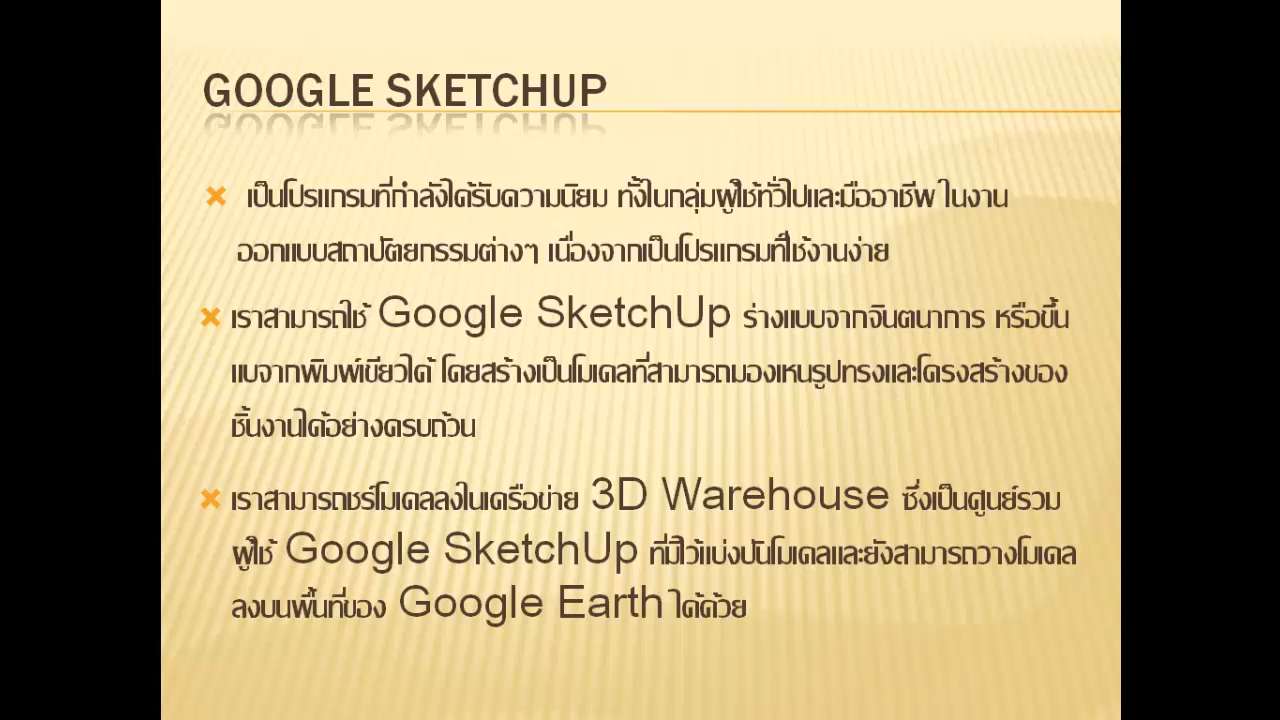 GOOGLE SKETCHUP
เป็นโปรแกรมที่กำลังได้รับความนิยม ทั้งในกลุ่มผู้ใช้ทั่วไปและมืออาชีพ ในงาน
ออกแบบสถาปัตยกรรมต่างๆ เนื่องจากเป็นโปรแกรมที่ใช้งานง่าย
เราสามารถใช้ Google SketchUp ร่างแบบจากจินตนาการ หรือขึ้น
แบจากพิมพ์เขียวได้ โดยสร้างเป็นโมเดลที่สามารถมองเหนรูปทรงและโครงสร้างของ
ชิ้นงานได้อย่างครบถ้วน
เราสามารถชร์โมเดลลงในเครือข่าย 3D Warehouse ซึ่งเป็นศูนย์รวม
ผู้ใช้ Google SketchUp ที่มีไว้แบ่งปันโมเดลและยังสามารถวางโมเดล
ลงบนพื้นที่ของ Google Earth ได้ด้วย